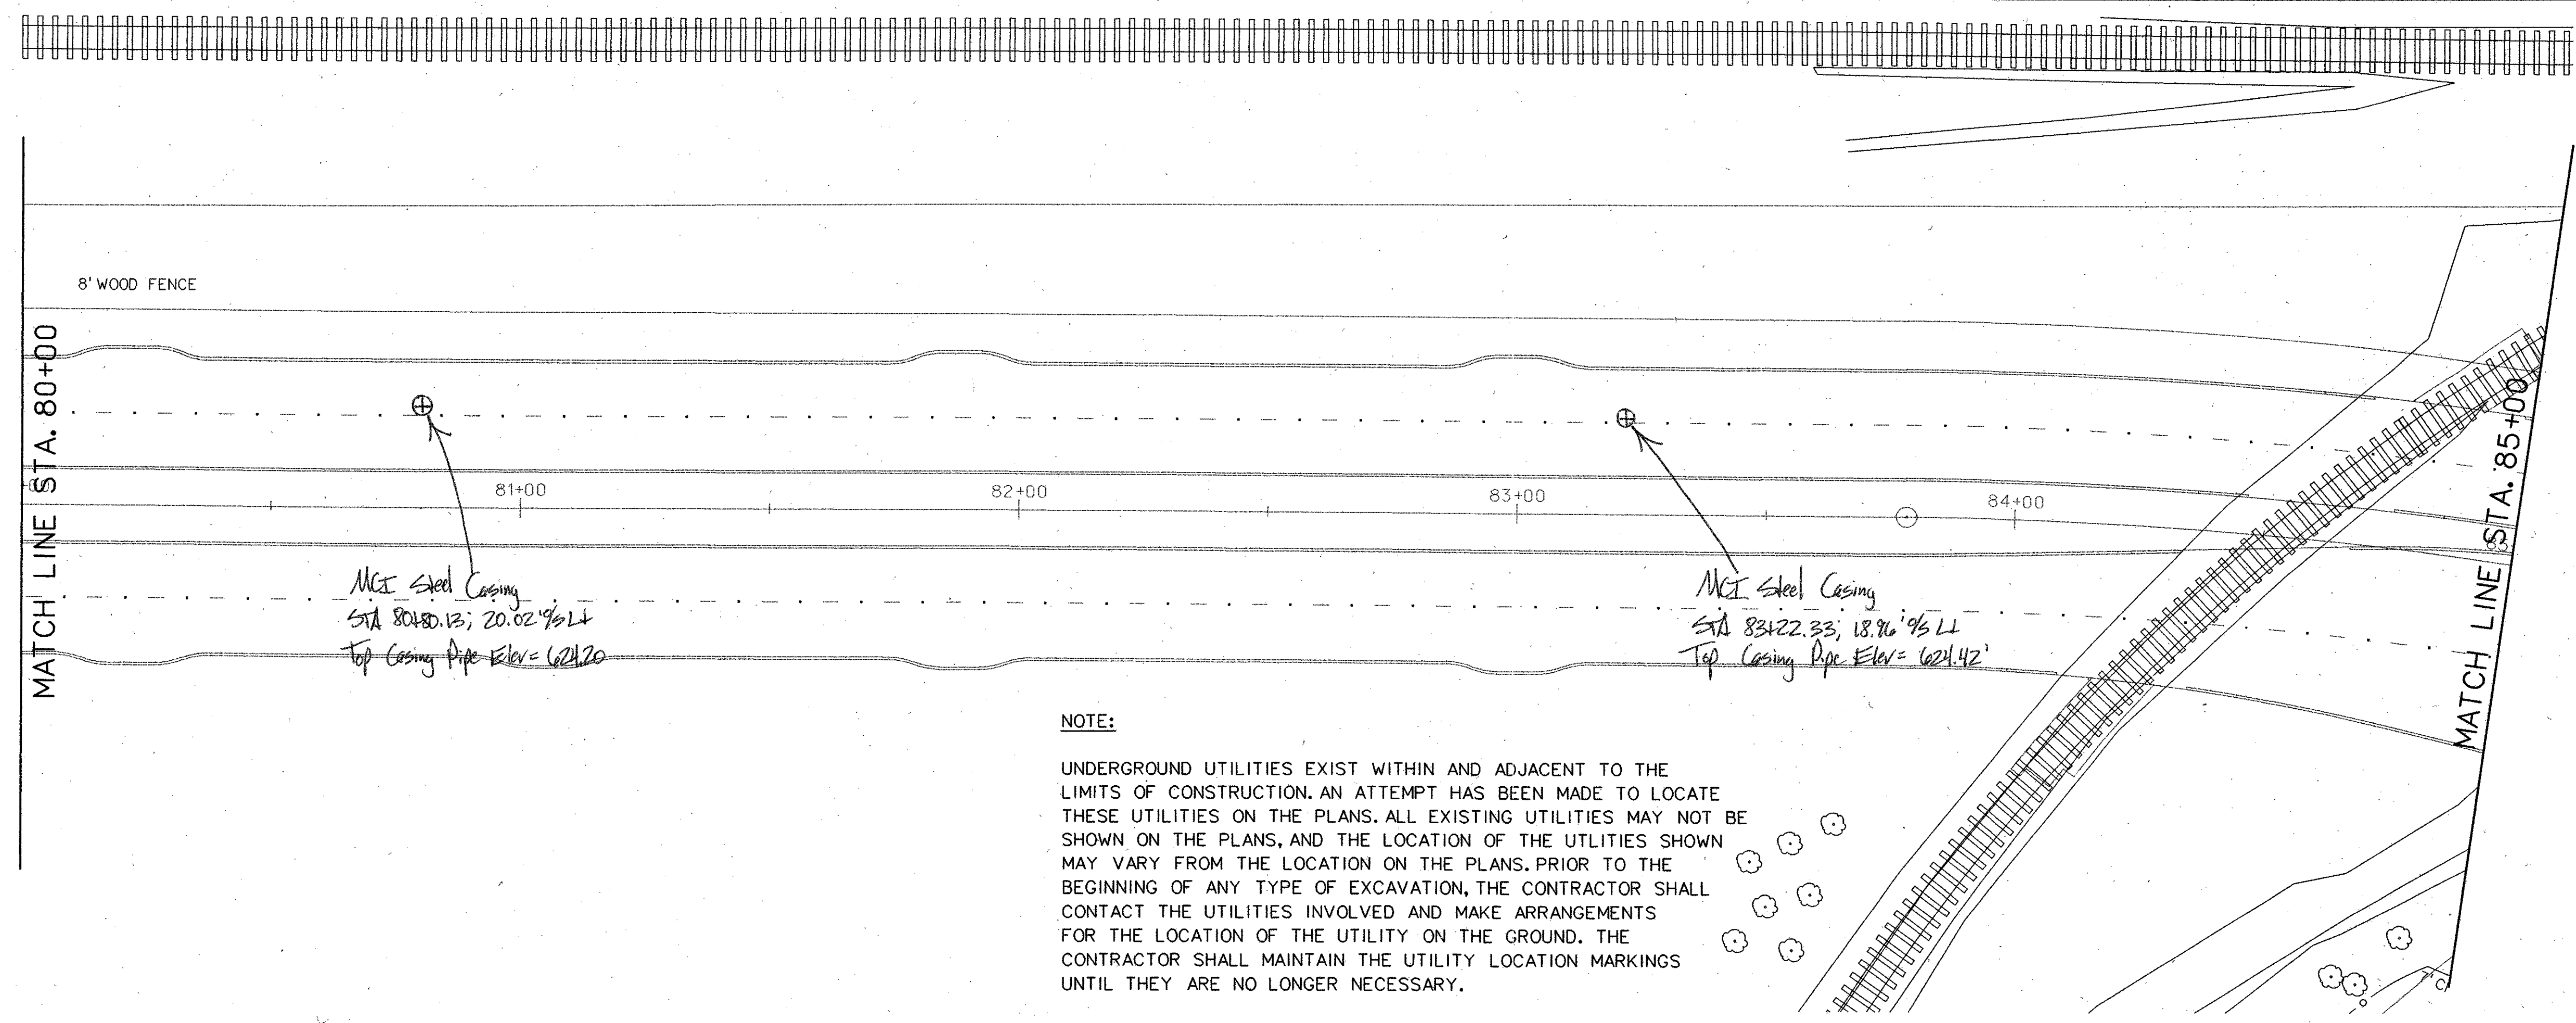 8' WOOD FENCE
MATCH LINE STA. 80+00
81+00
82+00
83+00
84+00
MATCH LINE STA. 85+00
MCI Steel Casing
STA 80+80.13; 20.02' o/s Lt
Top Casing Pipe Elev = 624.20
MCI Steel Casing
STA 83+22.33; 18.96' o/s Lt
Top Casing Pipe Elev = 624.42'
NOTE:
UNDERGROUND UTILITIES EXIST WITHIN AND ADJACENT TO THE
LIMITS OF CONSTRUCTION. AN ATTEMPT HAS BEEN MADE TO LOCATE
THESE UTILITIES ON THE PLANS. ALL EXISTING UTILITIES MAY NOT BE
SHOWN ON THE PLANS, AND THE LOCATION OF THE UTLITIES SHOWN
MAY VARY FROM THE LOCATION ON THE PLANS. PRIOR TO THE
BEGINNING OF ANY TYPE OF EXCAVATION, THE CONTRACTOR SHALL
CONTACT THE UTILITIES INVOLVED AND MAKE ARRANGEMENTS
FOR THE LOCATION OF THE UTILITY ON THE GROUND. THE
CONTRACTOR SHALL MAINTAIN THE UTILITY LOCATION MARKINGS
UNTIL THEY ARE NO LONGER NECESSARY.